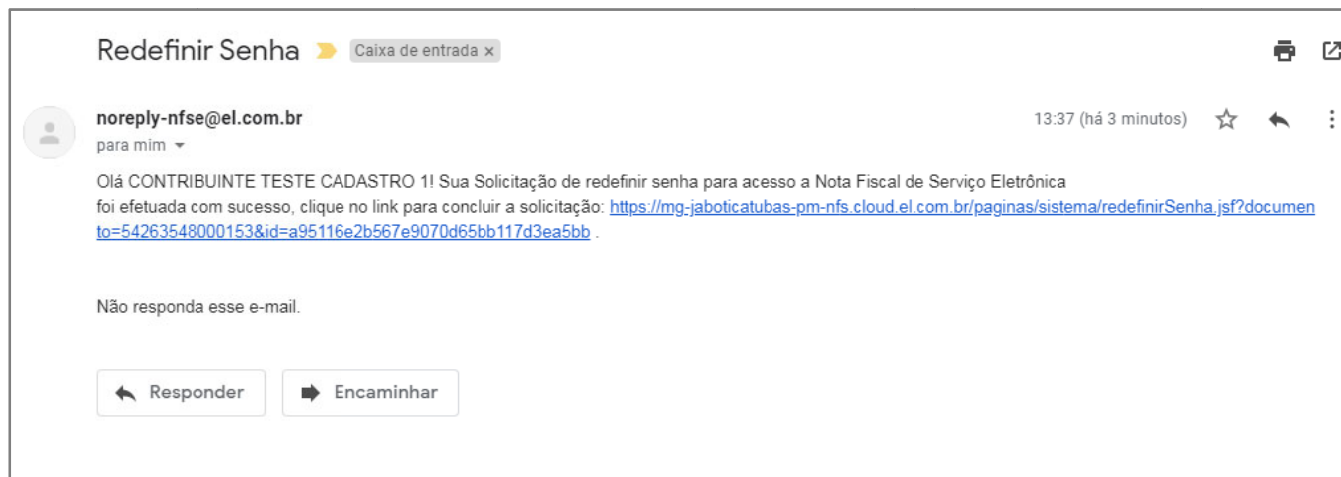 Redefinir Senha Caixa de entrada x
noreply-nfse@el.com.br 13:37 (há 3 minutos)
para mim
Olá CONTRIBUINTE TESTE CADASTRO 1! Sua Solicitação de redefinir senha para acesso a Nota Fiscal de Serviço Eletrônica
foi efetuada com sucesso, clique no link para concluir a solicitação: https://mg-jaboticatubas-pm-nfs.cloud.el.com.br/paginas/sistema/redefinirSenha.jsf?documen
to=54263548000153&id=a95116e2b567e9070d65bb117d3ea5bb .
Não responda esse e-mail.
Responder Encaminhar